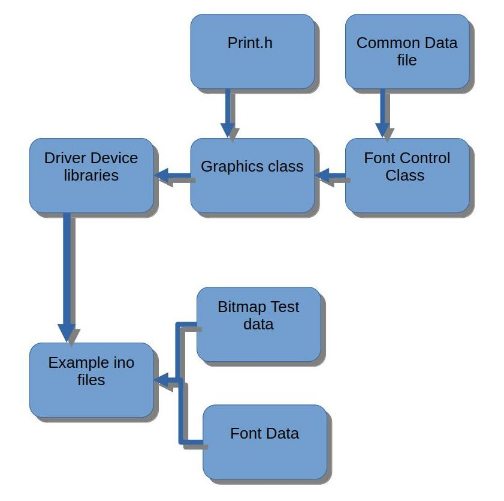 Print.h
Common Data
file
Driver Device
libraries
Graphics class
Font Control
Class
Bitmap Test
data
Example ino
files
Font Data